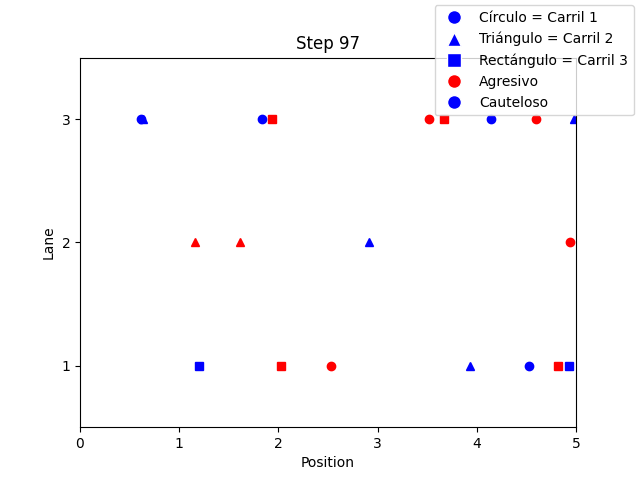 Step 97
Círculo = Carril 1
Triángulo = Carril 2
Rectángulo = Carril 3
Agresivo
Cauteloso
Lane
3
2
1
0 1 2 3 4 5
Position